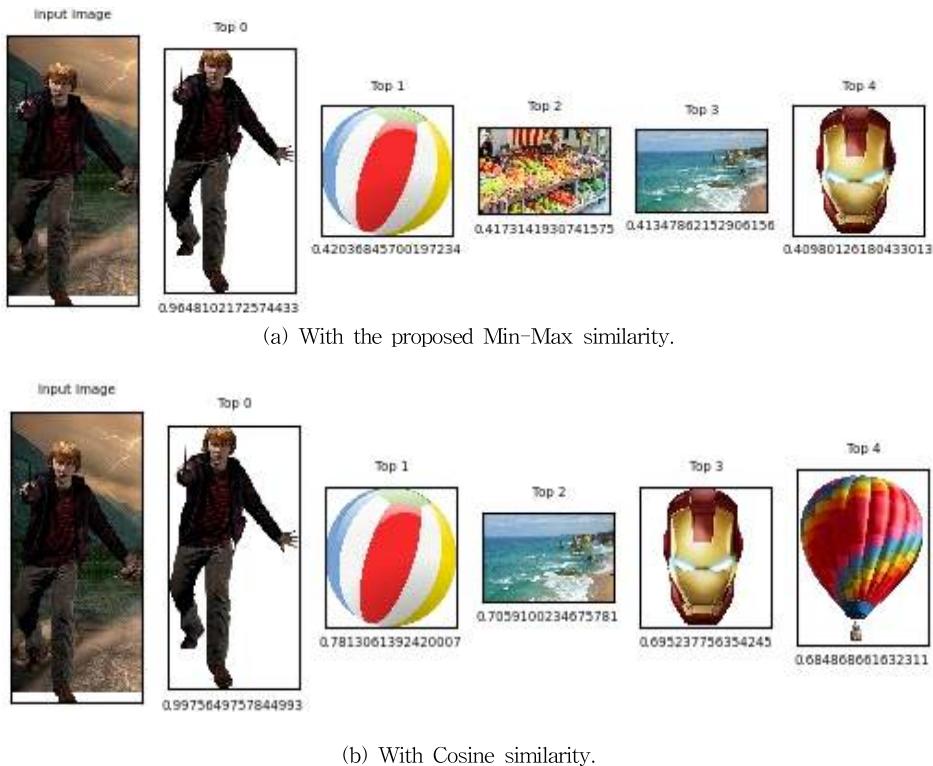 Input Image
Top 0
Top 1
Top 2
Top 3
Top 4
0.9648102172574433
0.42036845700197234
0.4173141930741575
0.41347862152906156
0.40980126180433013
(a) With the proposed Min-Max similarity.
Input Image
Top 0
Top 1
Top 2
Top 3
Top 4
0.9975649757844993
0.7813061392420007
0.7059100234675781
0.695237756354245
0.684868661632311
(b) With Cosine similarity.